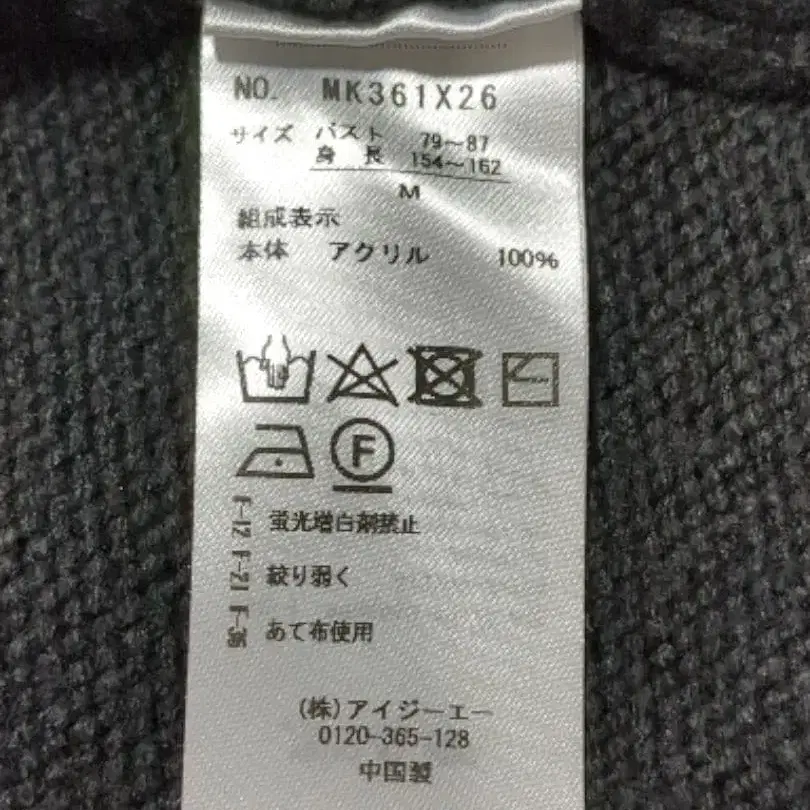 NO. MK361X26
サイズ バスト 79～87
身長 154～162
M
組成表示
本体 アクリル 100%
F
F-12 蛍光増白剤禁止
F-21 絞り弱く
F-36 あて布使用
(株)アイジーエー
0120-365-128
中国製